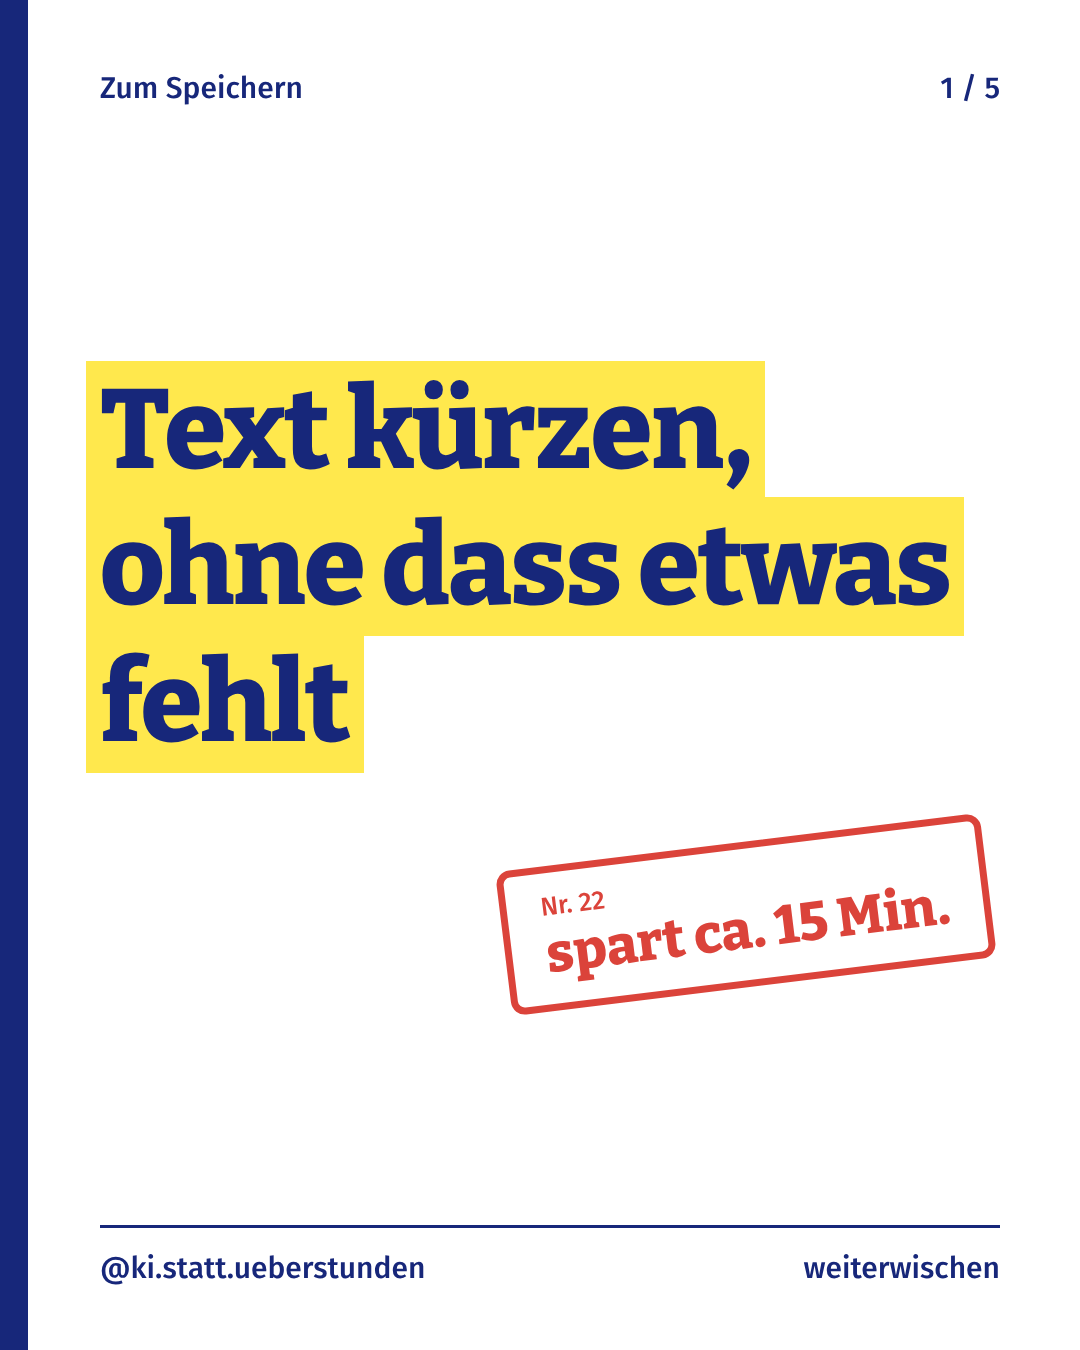 Zum Speichern
1 / 5
Text kürzen,
ohne dass etwas
fehlt
Nr. 22
spart ca. 15 Min.
@ki.statt.ueberstunden
weiterwischen